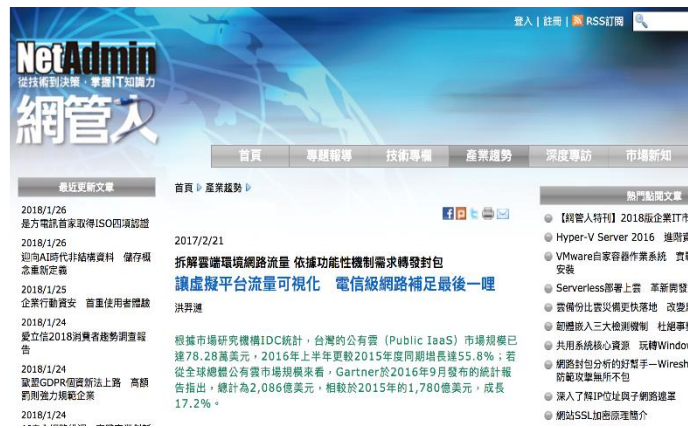 登入 | 註冊 | RSS訂閱
NetAdmin
從技術到決策‧掌握IT知識力
網管人
首頁 專題報導 技術專欄 產業趨勢 深度專訪 市場新知
最近更新文章
2018/1/26
是方電訊首家取得ISO四項認證
2018/1/26
迎向AI時代非結構資料 儲存概
念重新定義
2018/1/25
企業行動資安 首重使用者體驗
2018/1/24
愛立信2018消費者趨勢調查報
告
2018/1/24
歐盟GDPR個資新法上路 高額
罰則強力規範企業
2018/1/24
首頁 產業趨勢
2017/2/21
拆解雲端環境網路流量 依據功能性機制需求轉發封包
讓虛擬平台流量可視化 電信級網路補足最後一哩
洪羿漣
根據市場研究機構IDC統計，台灣的公有雲（Public IaaS）市場規模已
達78.28萬美元，2016年上半年更較2015年度同期增長達55.8%；若
從全球總體公有雲市場規模來看，Gartner於2016年9月發布的統計報
告指出，總計為2,086億美元，相較於2015年的1,780億美元，成長
17.2%。
熱門點閱文章
【網管人特刊】2018版企業IT市
Hyper-V Server 2016 進階資
VMware自家容器作業系統 實戰
安裝
Serverless部署上雲 革新開發
雲備份比雲災備更快落地 改變
韌體嵌入三大檢測機制 杜絕事
共用系統核心資源 玩轉Window
網路封包分析的好幫手—Wiresh
防範攻擊無所不包
深入了解IP位址與子網路遮罩
網站SSL加密原理簡介